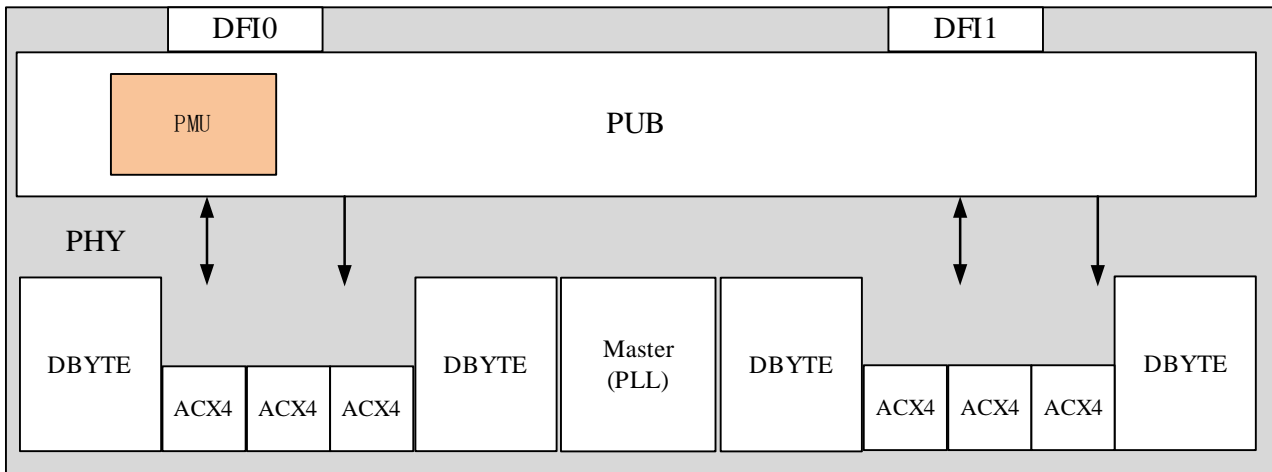 DFI0
DFI1
PMU
PUB
PHY
DBYTE
ACX4
ACX4
ACX4
DBYTE
Master
(PLL)
DBYTE
ACX4
ACX4
ACX4
DBYTE